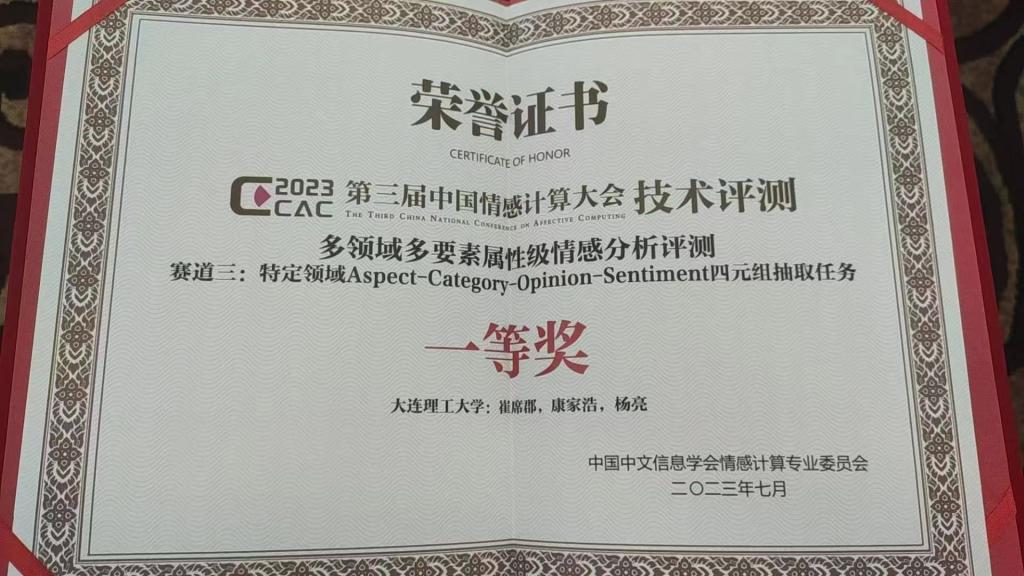 荣誉证书
CERTIFICATE OF HONOR
2023 CAC 第三届中国情感计算大会 技术评测
THE THIRD CHINA NATIONAL CONFERENCE ON AFFECTIVE COMPUTING
多领域多要素属性级情感分析评测
赛道三：特定领域Aspect-Category-Opinion-Sentiment四元组抽取任务
一等奖
大连理工大学：崔席郡，康家浩，杨亮
中国中文信息学会情感计算专业委员会
二〇二三年七月